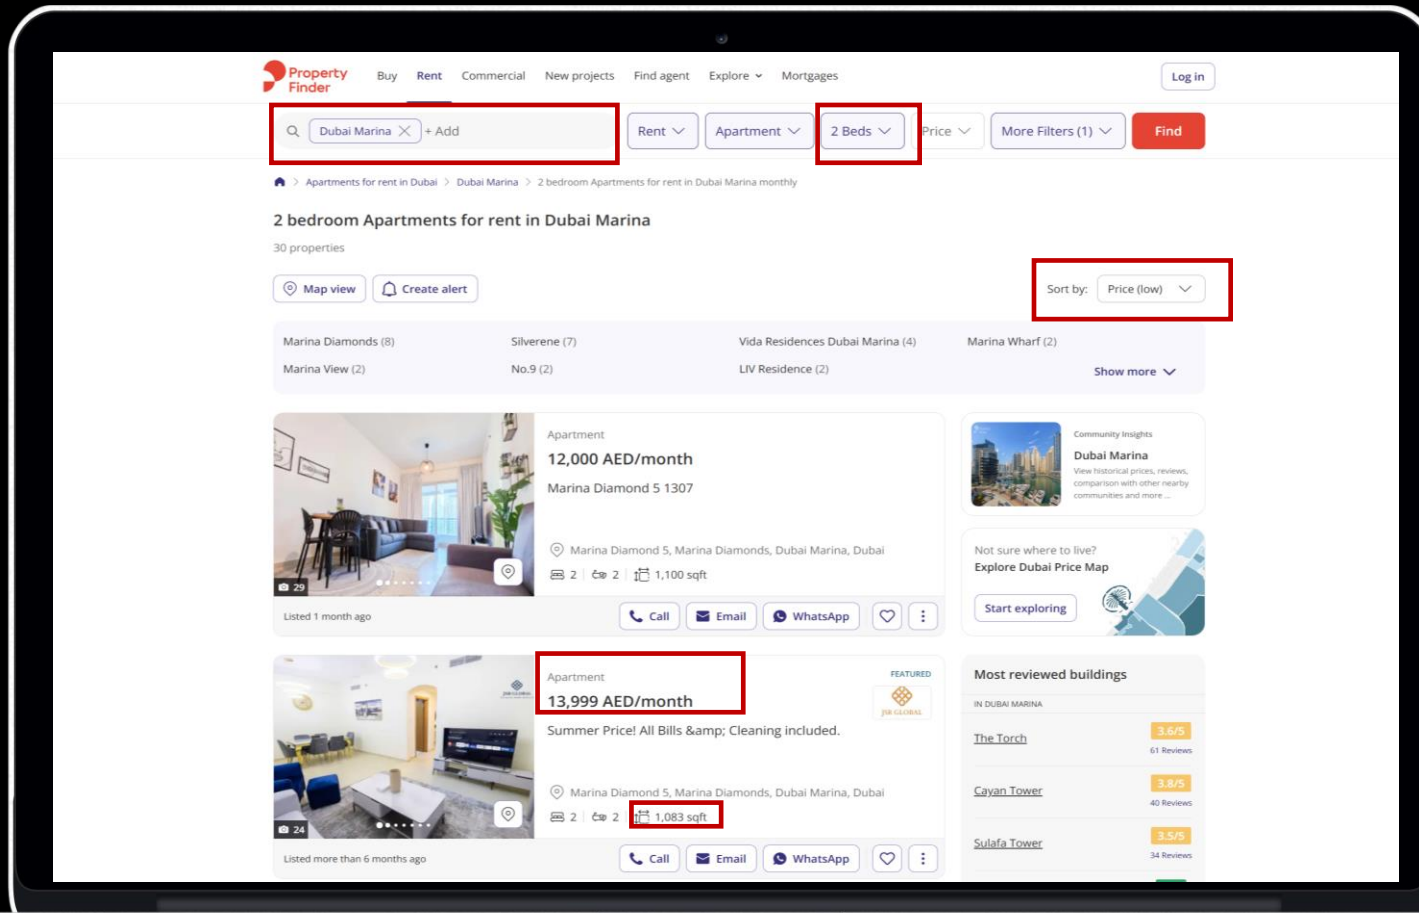 Property
Finder
Buy Rent Commercial New projects Find agent Explore Mortgages
Log in
Dubai Marina + Add
Rent Apartment 2 Beds Price More Filters (1) Find
Apartments for rent in Dubai > Dubai Marina > 2 bedroom Apartments for rent in Dubai Marina monthly
2 bedroom Apartments for rent in Dubai Marina
30 properties
Map view Create alert
Sort by: Price (low)
Marina Diamonds (8) Silverene (7) Vida Residences Dubai Marina (4) Marina Wharf (2)
Marina View (2) No.9 (2) LIV Residence (2) Show more
Apartment
12,000 AED/month
Marina Diamond 5 1307
Marina Diamond 5, Marina Diamonds, Dubai Marina, Dubai
2 2 1,100 sqft
29
Listed 1 month ago
Call Email WhatsApp
Community Insights
Dubai Marina
View historical prices, reviews,
comparison with other nearby
communities and more ...
Not sure where to live?
Explore Dubai Price Map
Start exploring
Apartment
13,999 AED/month
FEATURED
JSR GLOBAL
Summer Price! All Bills &amp; Cleaning included.
Marina Diamond 5, Marina Diamonds, Dubai Marina, Dubai
2 2 1,083 sqft
24
Listed more than 6 months ago
Call Email WhatsApp
Most reviewed buildings
IN DUBAI MARINA
The Torch 3.6/5
61 Reviews
Cayan Tower 3.8/5
40 Reviews
Sulafa Tower 3.5/5
34 Reviews